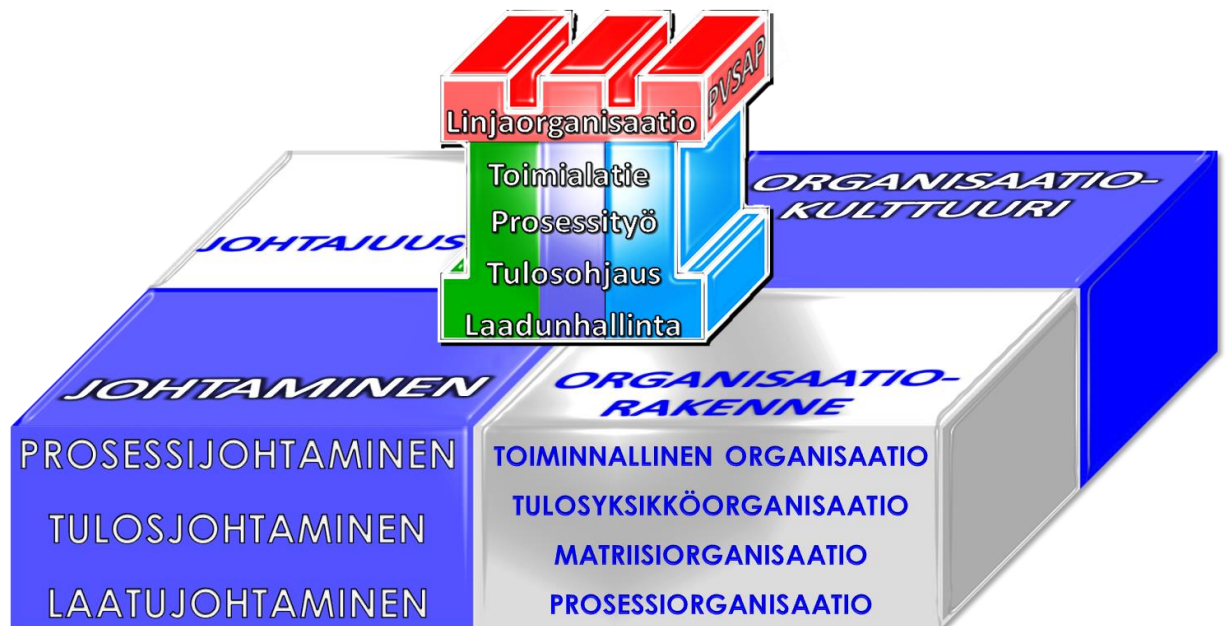 PVSAP
Linjaorganisaatio
Toimialatie
Prosessityö
Tulosohjaus
Laadunhallinta
JOHTAJUUS
ORGANISAATIO-
KULTTUURI
JOHTAMINEN
ORGANISAATIO-
RAKENNE
PROSESSIJOHTAMINEN
TULOSJOHTAMINEN
LAATUJOHTAMINEN
TOIMINNALLINEN ORGANISAATIO
TULOSYKSIKKÖORGANISAATIO
MATRIISIORGANISAATIO
PROSESSIORGANISAATIO